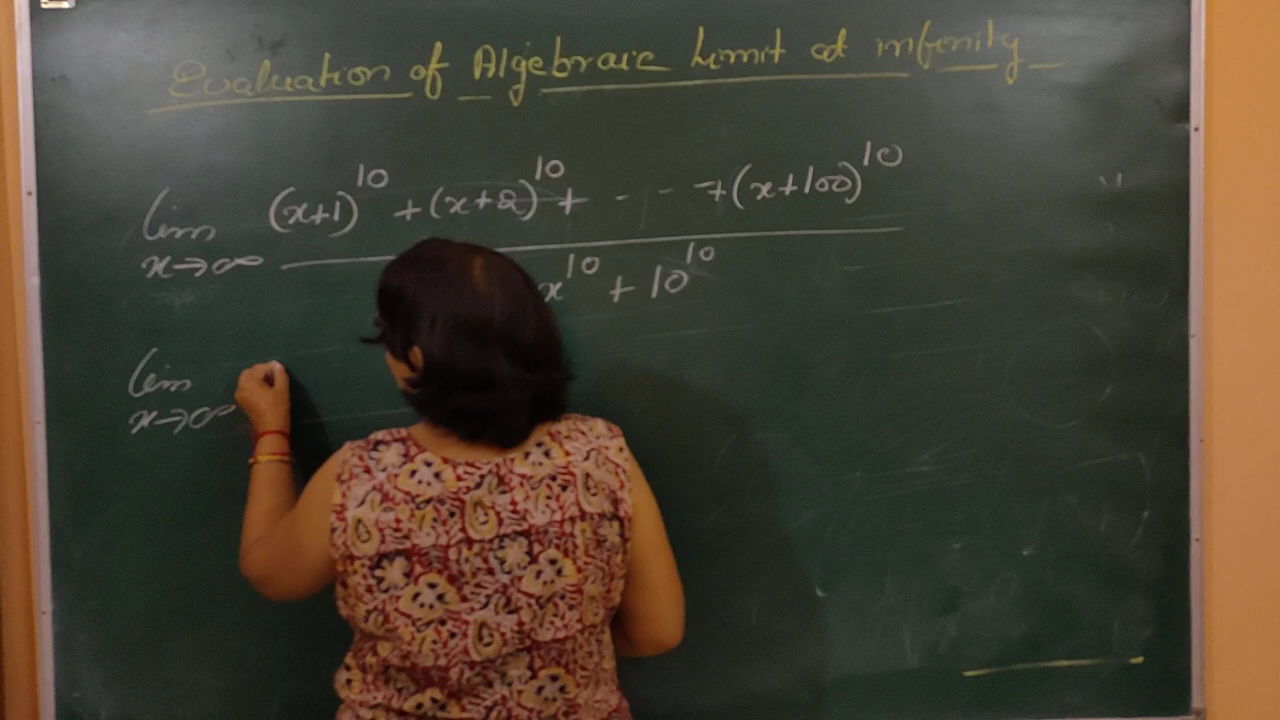 Evaluation of Algebraic Limit at infinity
lim (x+1)^10 + (x+2)^10 + - - - + (x+100)^10
x→∞ x^10 + 10^10
lim
x→∞